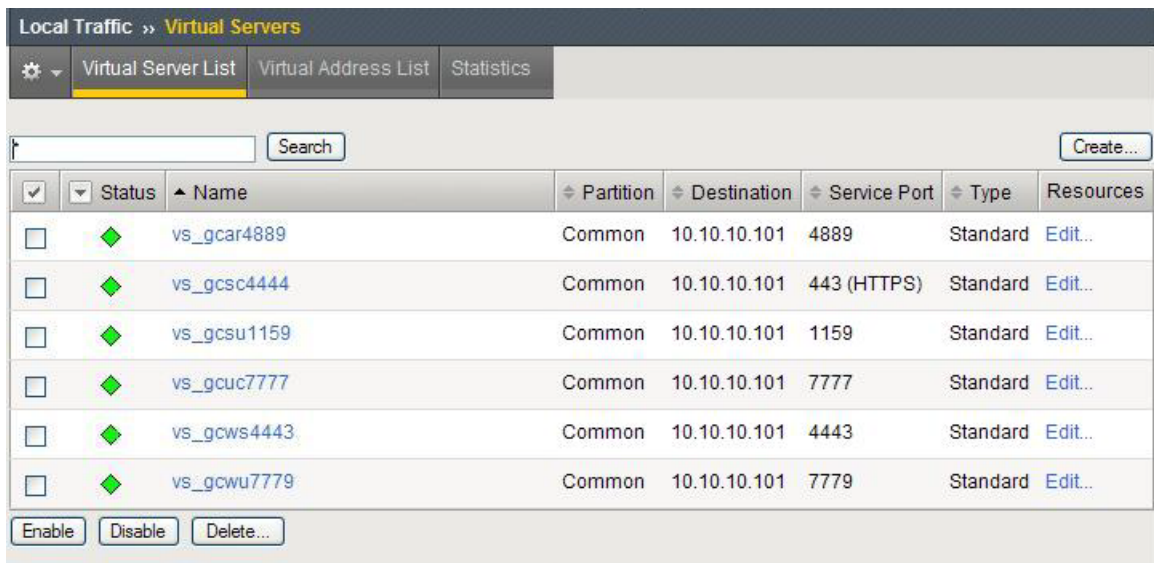 Local Traffic ›› Virtual Servers
Virtual Server List Virtual Address List Statistics
* Search Create...
Status Name Partition Destination Service Port Type Resources
vs_gcar4889 Common 10.10.10.101 4889 Standard Edit...
vs_gcsc4444 Common 10.10.10.101 443 (HTTPS) Standard Edit...
vs_gcsu1159 Common 10.10.10.101 1159 Standard Edit...
vs_gcuc7777 Common 10.10.10.101 7777 Standard Edit...
vs_gcws4443 Common 10.10.10.101 4443 Standard Edit...
vs_gcwu7779 Common 10.10.10.101 7779 Standard Edit...
Enable Disable Delete...